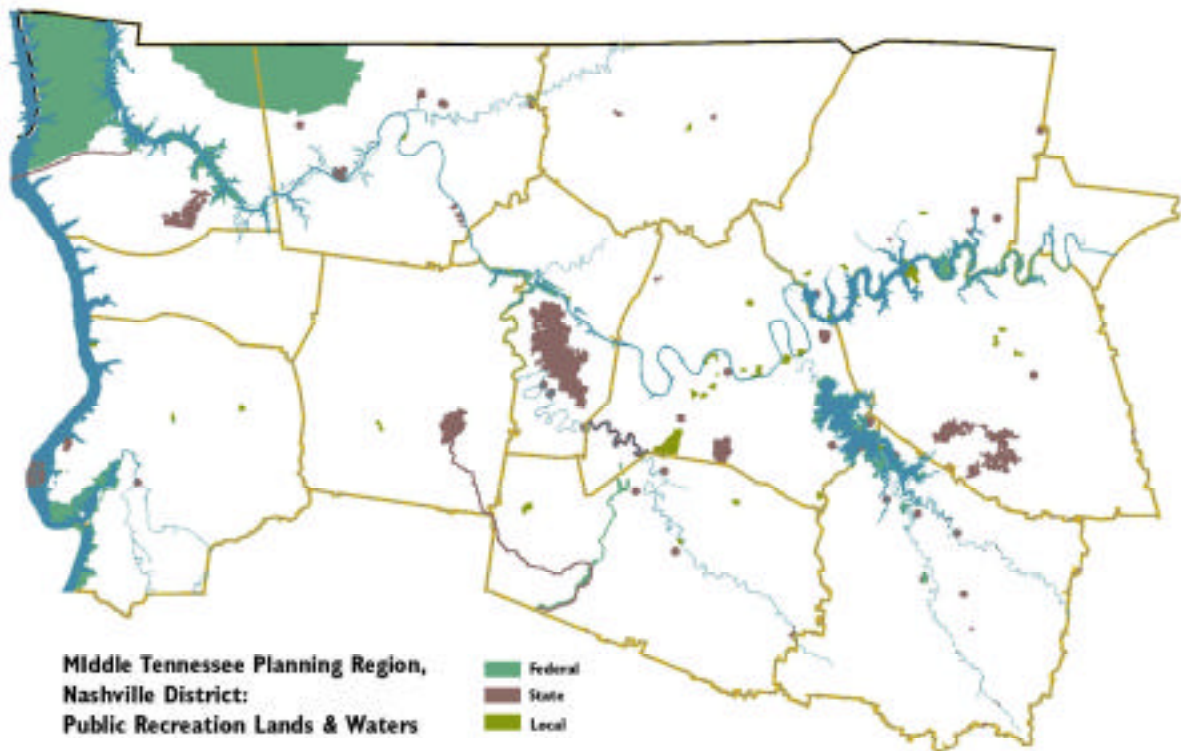 MIddle Tennessee Planning Region,
Nashville District:
Public Recreation Lands & Waters
Federal
State
Local